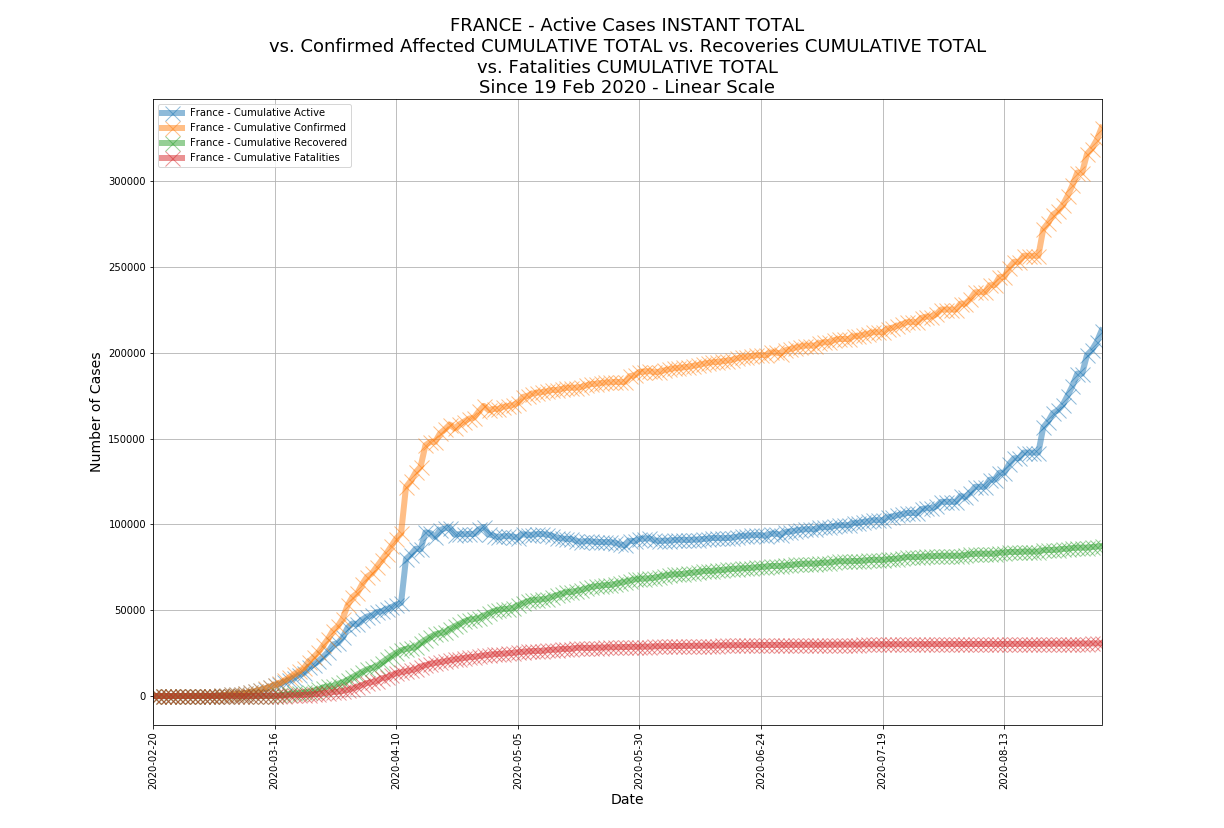 FRANCE - Active Cases INSTANT TOTAL
vs. Confirmed Affected CUMULATIVE TOTAL vs. Recoveries CUMULATIVE TOTAL
vs. Fatalities CUMULATIVE TOTAL
Since 19 Feb 2020 - Linear Scale
France - Cumulative Active
France - Cumulative Confirmed
France - Cumulative Recovered
France - Cumulative Fatalities
Number of Cases
300000
250000
200000
150000
100000
50000
0
2020-02-20
2020-03-16
2020-04-10
2020-05-05
2020-05-30
2020-06-24
2020-07-19
2020-08-13
Date